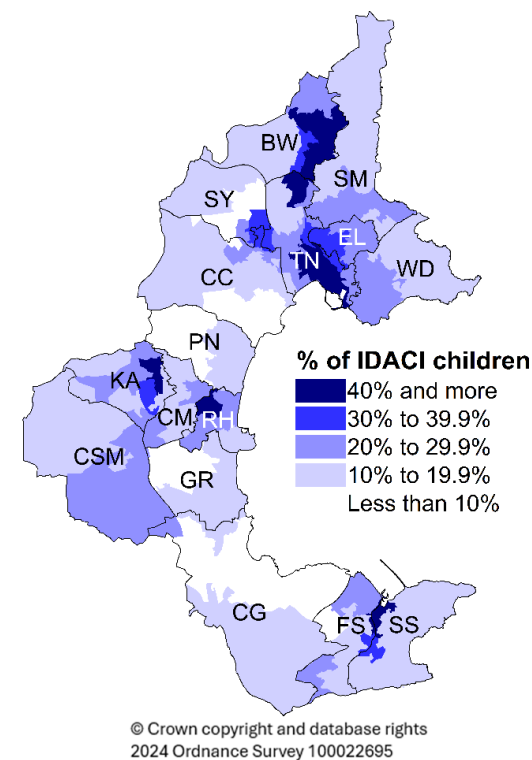 BW
SM
SY
EL
TN
WD
CC
PN
% of IDACI children
KA
40% and more
30% to 39.9%
CM
RH
20% to 29.9%
CSM
10% to 19.9%
GR
Less than 10%
CG
FS
SS
© Crown copyright and database rights
2024 Ordnance Survey 100022695